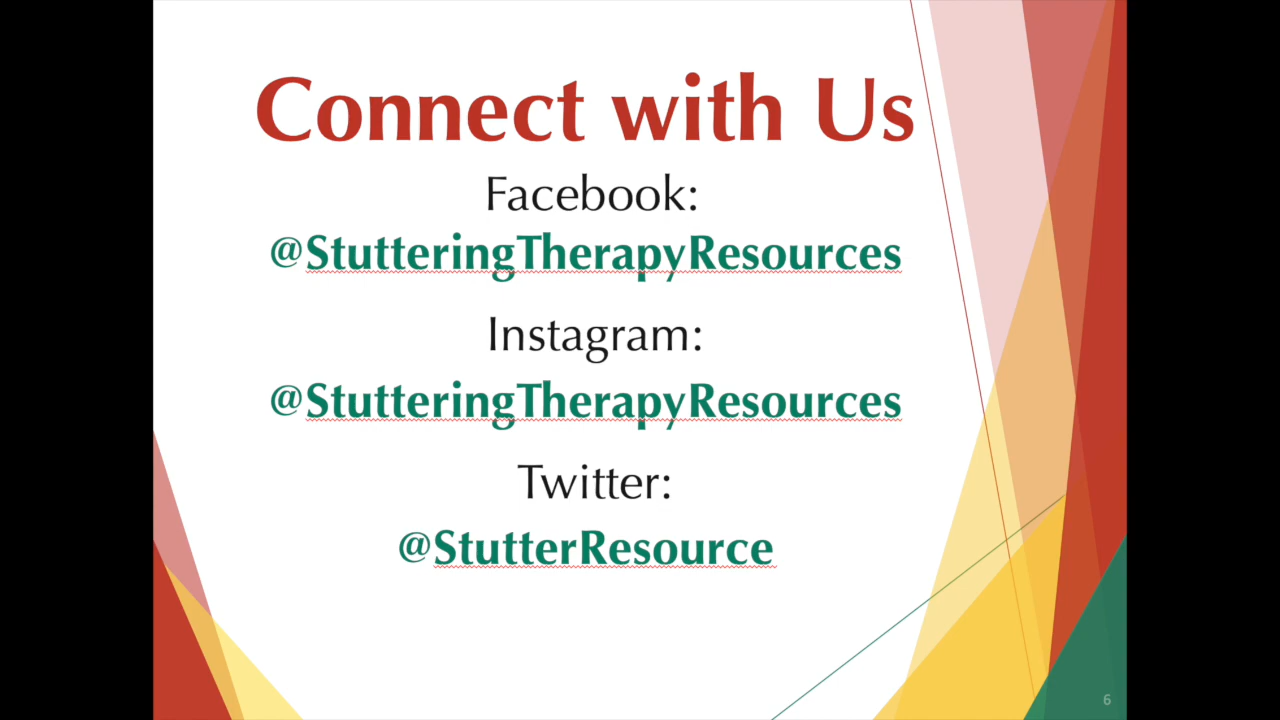 Connect with Us
Facebook:
@StutteringTherapyResources
Instagram:
@StutteringTherapyResources
Twitter:
@StutterResource
6